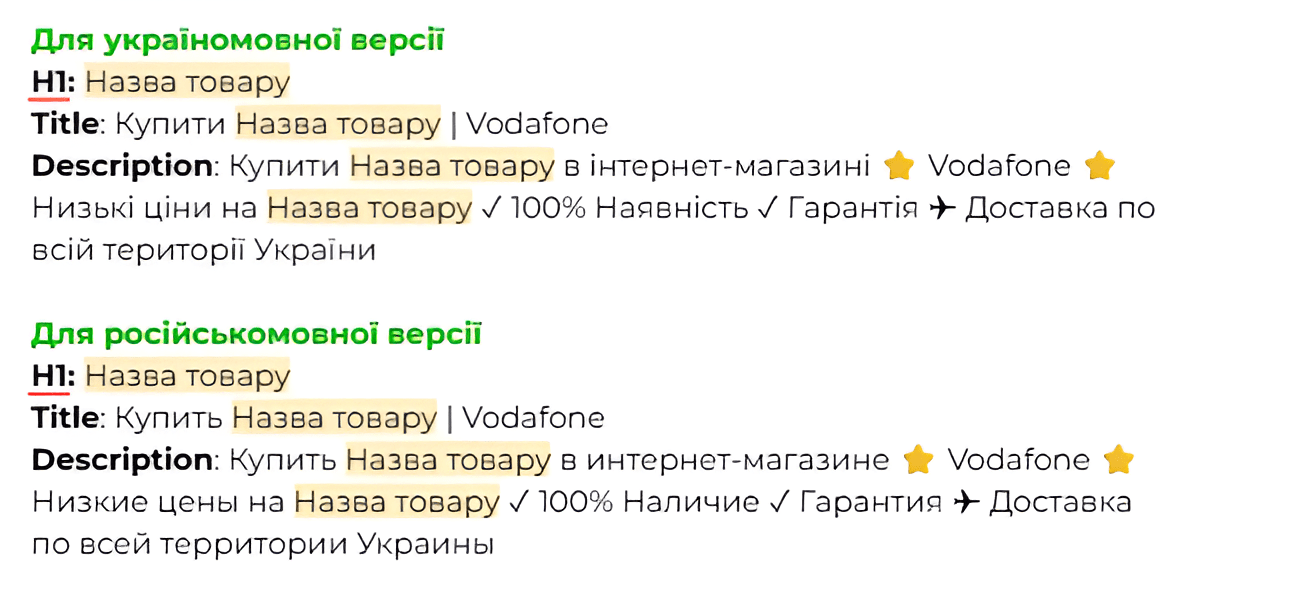 Для україномовної версії
H1: Назва товару
Title: Купити Назва товару | Vodafone
Description: Купити Назва товару в інтернет-магазині ⭐ Vodafone ⭐
Низькі ціни на Назва товару ✓ 100% Наявність ✓ Гарантія ✈ Доставка по
всій території України
Для російськомовної версії
H1: Назва товару
Title: Купить Назва товару | Vodafone
Description: Купить Назва товару в интернет-магазине ⭐ Vodafone ⭐
Низкие цены на Назва товару ✓ 100% Наличие ✓ Гарантия ✈ Доставка
по всей территории Украины